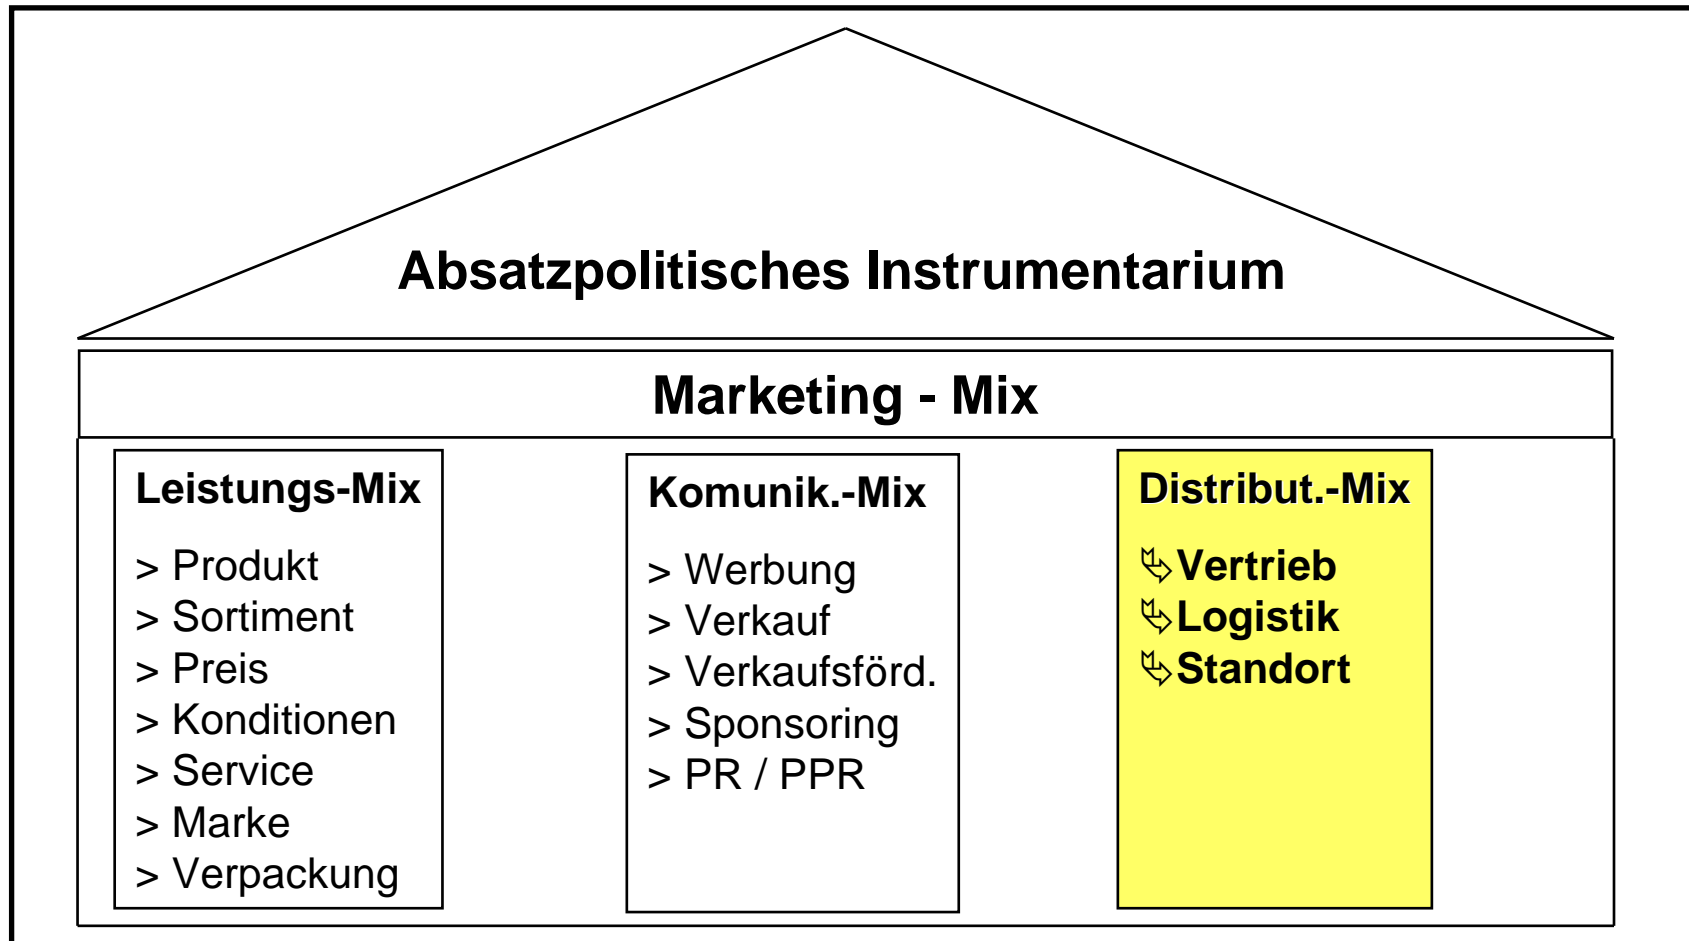 Absatzpolitisches Instrumentarium
Marketing - Mix
Leistungs-Mix
> Produkt
> Sortiment
> Preis
> Konditionen
> Service
> Marke
> Verpackung
Komunik.-Mix
> Werbung
> Verkauf
> Verkaufsförd.
> Sponsoring
> PR / PPR
Distribut.-Mix
Vertrieb
Logistik
Standort